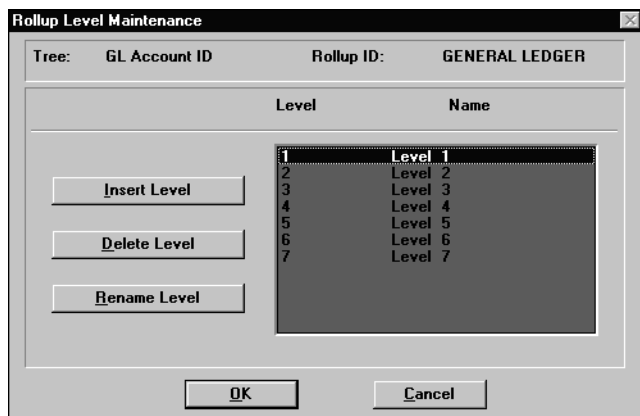 Rollup Level Maintenance
Tree: GL Account ID Rollup ID: GENERAL LEDGER
Level Name
1 Level 1
2 Level 2
3 Level 3
4 Level 4
5 Level 5
6 Level 6
7 Level 7
Insert Level
Delete Level
Rename Level
OK Cancel